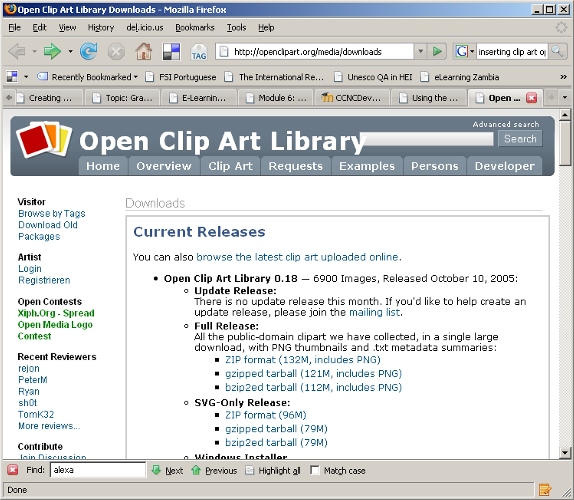 Open Clip Art Library Downloads - Mozilla Firefox
File Edit View History del.icio.us Bookmarks Tools Help
TAG http://openclipart.org/media/downloads G inserting clip art op
Recently Bookmarked FSI Portuguese The International Re... Unesco QA in HEI eLearning Zambia »
Creating ... Topic: Gra... E-Learnin... Module 6: ... CCNCDev... Using the ... Open ...
Advanced search
Open Clip Art Library Search
Home Overview Clip Art Requests Examples Persons Developer
Visitor
Browse by Tags
Download Old
Packages
Artist
Login
Registrieren
Open Contests
Xiph.Org - Spread
Open Media Logo
Contest
Recent Reviewers
rejon
PeterM
Ryan
sh0t
TomK32
More reviews...
Contribute
Join Discussion
Downloads
Current Releases
You can also browse the latest clip art uploaded online.
• Open Clip Art Library 0.18 — 6900 Images, Released October 10, 2005:
Update Release:
There is no update release this month. If you'd like to help create an
update release, please join the mailing list.
Full Release:
All the public-domain clipart we have collected, in a single large
download, with PNG thumbnails and .txt metadata summaries:
ZIP format (132M, includes PNG)
gzipped tarball (121M, includes PNG)
bzip2ed tarball (112M, includes PNG)
SVG-Only Release:
ZIP format (96M)
gzipped tarball (79M)
bzip2ed tarball (79M)
Windows Installer
Find: alexa Next Previous Highlight all Match case
Done